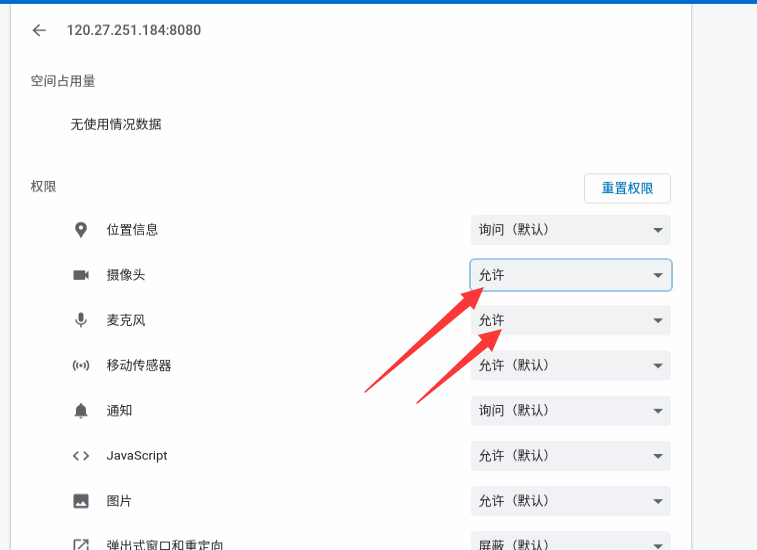 120.27.251.184:8080
空间占用量
无使用情况数据
权限
重置权限
位置信息 询问（默认）
摄像头 允许
麦克风 允许
移动传感器 允许（默认）
通知 询问（默认）
JavaScript 允许（默认）
图片 允许（默认）
弹出式窗口和重定向 屏蔽（默认）